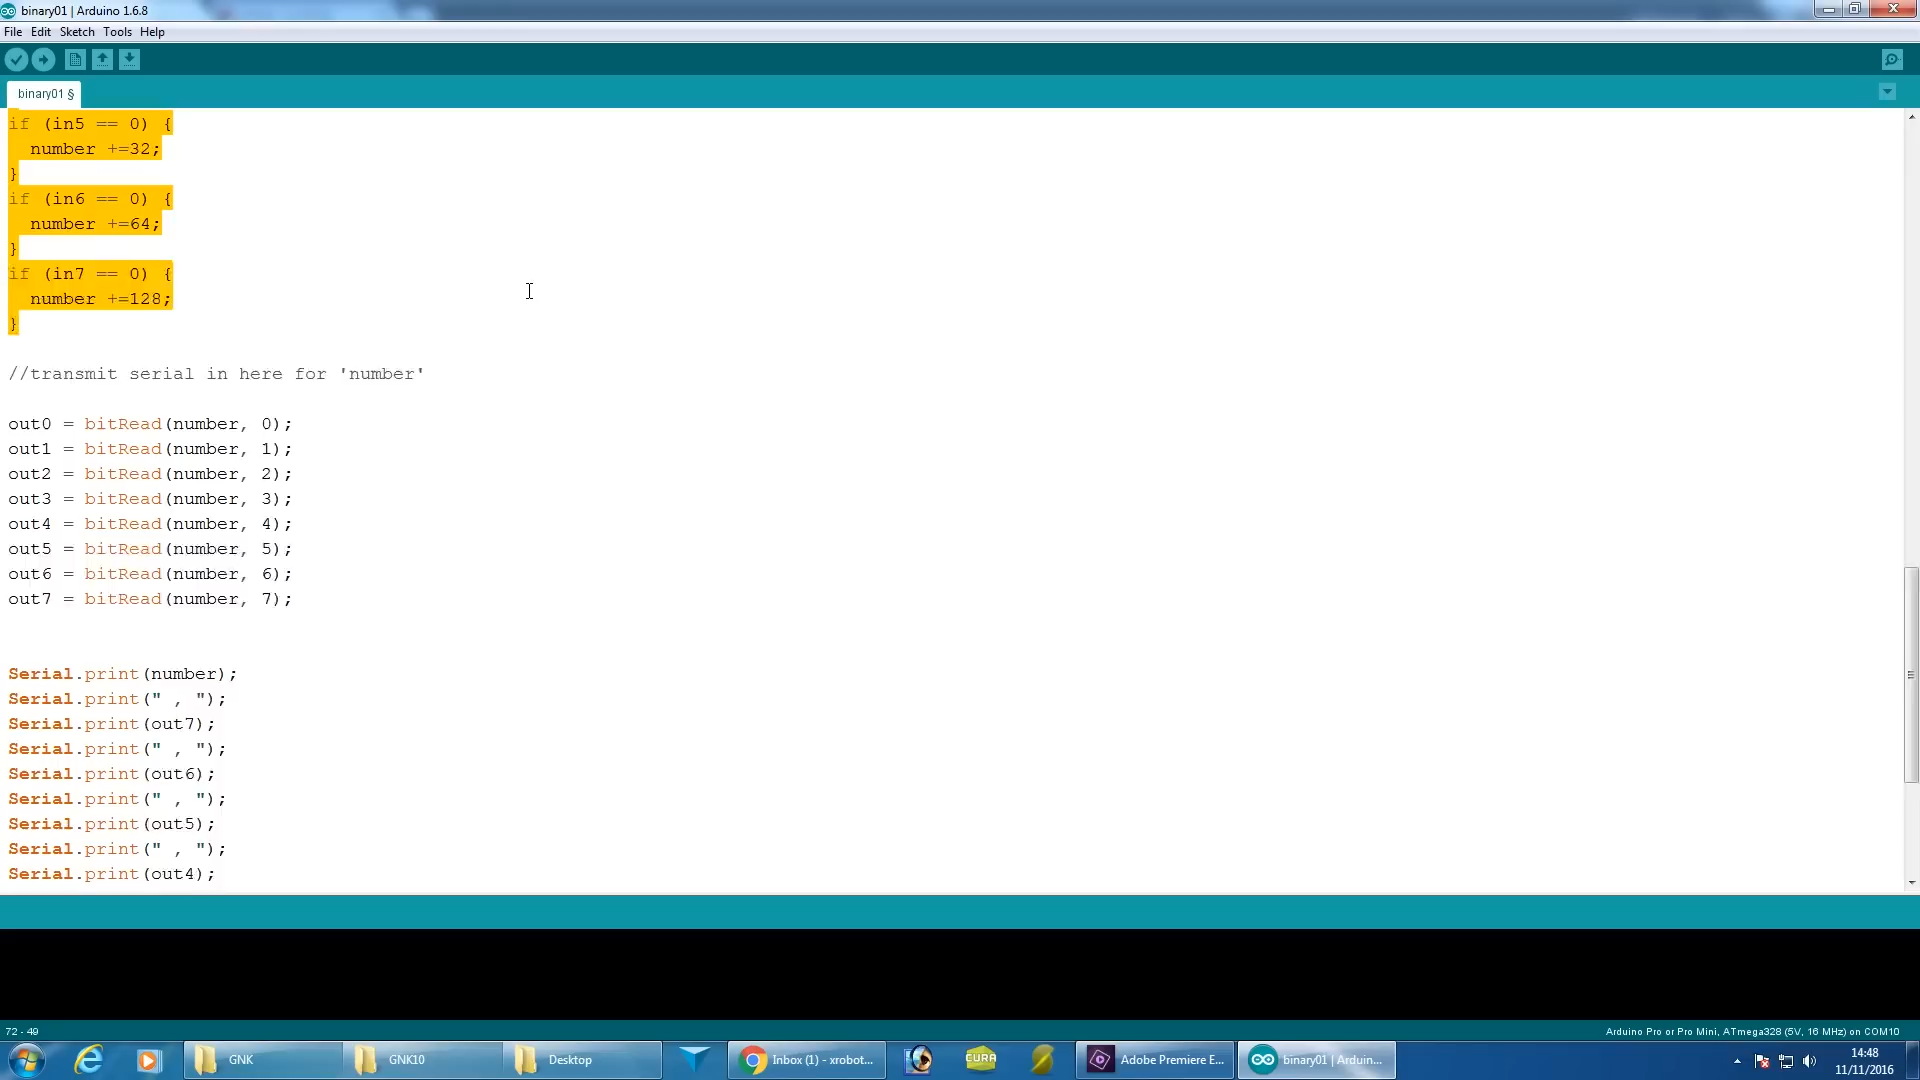 binary01 | Arduino 1.6.8
File Edit Sketch Tools Help
binary01 §
if (in5 == 0) {
  number +=32;
}
if (in6 == 0) {
  number +=64;
}
if (in7 == 0) {
  number +=128;
}
//transmit serial in here for 'number'
out0 = bitRead(number, 0);
out1 = bitRead(number, 1);
out2 = bitRead(number, 2);
out3 = bitRead(number, 3);
out4 = bitRead(number, 4);
out5 = bitRead(number, 5);
out6 = bitRead(number, 6);
out7 = bitRead(number, 7);
Serial.print(number);
Serial.print(" , ");
Serial.print(out7);
Serial.print(" , ");
Serial.print(out6);
Serial.print(" , ");
Serial.print(out5);
Serial.print(" , ");
Serial.print(out4);
72 - 49
Arduino Pro or Pro Mini, ATmega328 (5V, 16 MHz) on COM10
GNK GNK10 Desktop Inbox (1) - xrobot... CURA Adobe Premiere E... binary01 | Arduin...
14:48
11/11/2016